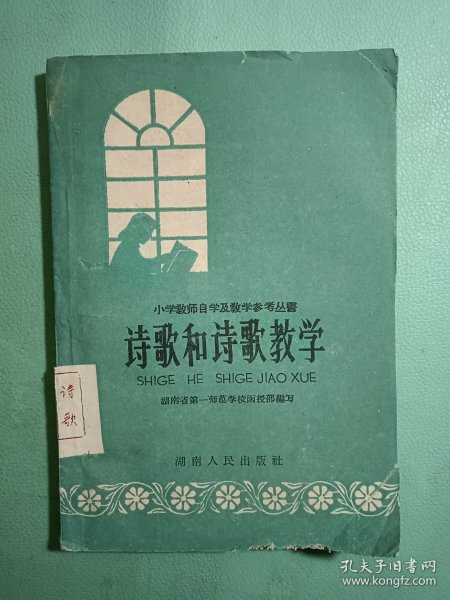 小学教师自学及教学参考丛書
诗歌和诗歌教学
SHIGE HE SHIGE JIAO XUE
湖南省第一师范学校函授部編写
诗
歌
湖南人民出版社
孔夫子旧书网
www.kongfz.com